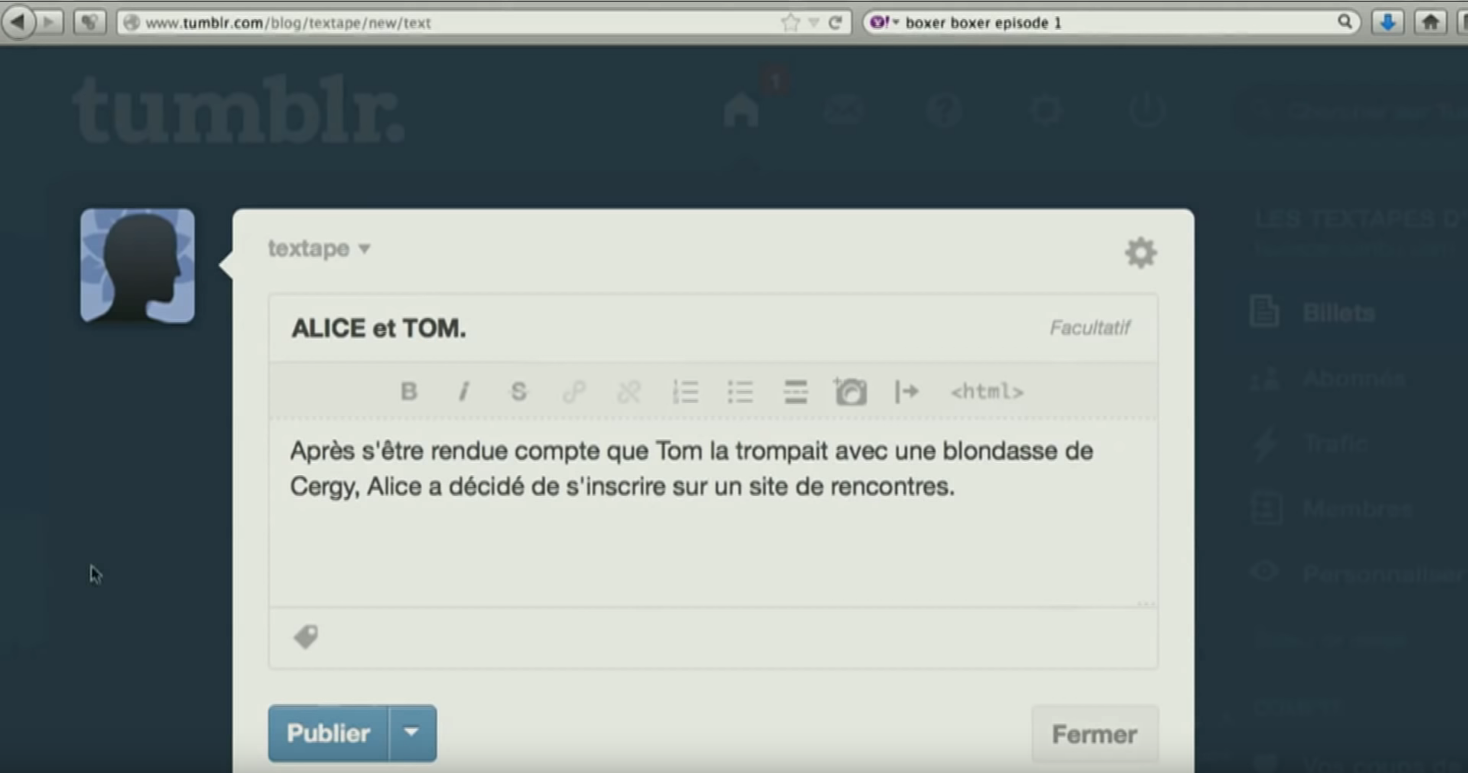 www.tumblr.com/blog/textape/new/text
Y! boxer boxer episode 1
tumblr.
1
textape
LES TEXTAPES D
ALICE et TOM.
Facultatif
Billets
B i S <html>
Abonnés
Après s'être rendue compte que Tom la trompait avec une blondasse de
Cergy, Alice a décidé de s'inscrire sur un site de rencontres.
Trafic
Membres
Personnaliser
Publier
Fermer